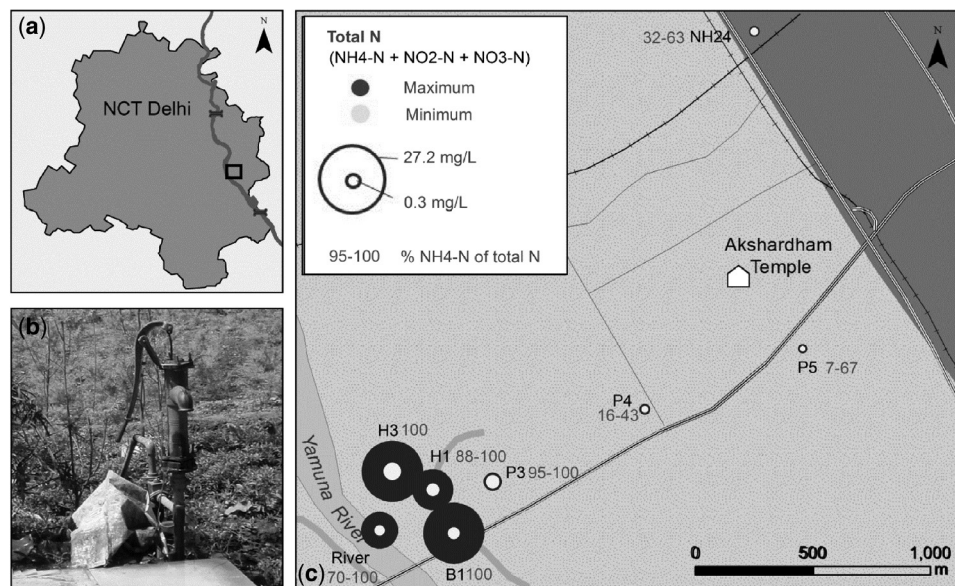 (a)
N
NCT Delhi
(b)
Total N
(NH4-N + NO2-N + NO3-N)
Maximum
Minimum
27.2 mg/L
0.3 mg/L
95-100 % NH4-N of total N
32-63 NH24
N
Akshardham
Temple
P5 7-67
P4
16-43
H3 100
H1 88-100
P3 95-100
Yamuna River
River
70-100
B1 100
(c)
0 500 1,000
m